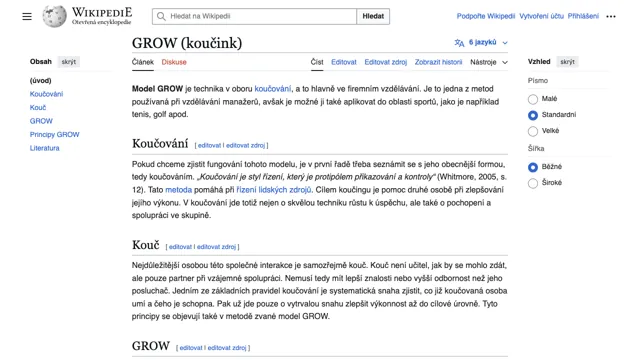 WIKIPEDIE
Otevřená encyklopedie
Hledat na Wikipedii
Hledat
Podpořte Wikipedii Vytvoření účtu Přihlášení
GROW (koučink)
6 jazyků
Článek Diskuse
Číst Editovat Editovat zdroj Zobrazit historii Nástroje
Obsah skrýt
(úvod)
Koučování
Kouč
GROW
Principy GROW
Literatura
Model GROW je technika v oboru koučování, a to hlavně ve firemním vzdělávání. Je to jedna z metod
používaná při vzdělávání manažerů, avšak je možné ji také aplikovat do oblasti sportů, jako je například
tenis, golf apod.
Koučování [ editovat | editovat zdroj ]
Pokud chceme zjistit fungování tohoto modelu, je v první řadě třeba seznámit se s jeho obecnější formou,
tedy koučováním. „Koučování je styl řízení, který je protipólem přikazování a kontroly“ (Whitmore, 2005, s.
12). Tato metoda pomáhá při řízení lidských zdrojů. Cílem koučingu je pomoc druhé osobě při zlepšování
jejího výkonu. V koučování jde totiž nejen o skvělou techniku růstu k úspěchu, ale také o pochopení a
spolupráci ve skupině.
Kouč [ editovat | editovat zdroj ]
Nejdůležitější osobou této společné interakce je samozřejmě kouč. Kouč není učitel, jak by se mohlo zdát,
ale pouze partner při vzájemné spolupráci. Nemusí tedy mít lepší znalosti nebo vyšší odbornost než jeho
posluchač. Jedním ze základních pravidel koučování je systematická snaha zjistit, co již koučovaná osoba
umí a čeho je schopna. Pak už jde pouze o vytrvalou snahu zlepšit výkonnost až do cílové úrovně. Tyto
principy se objevují také v metodě zvané model GROW.
GROW [ editovat | editovat zdroj ]
Vzhled skrýt
Písmo
Malé
Standardní
Velké
Šířka
Běžné
Široké